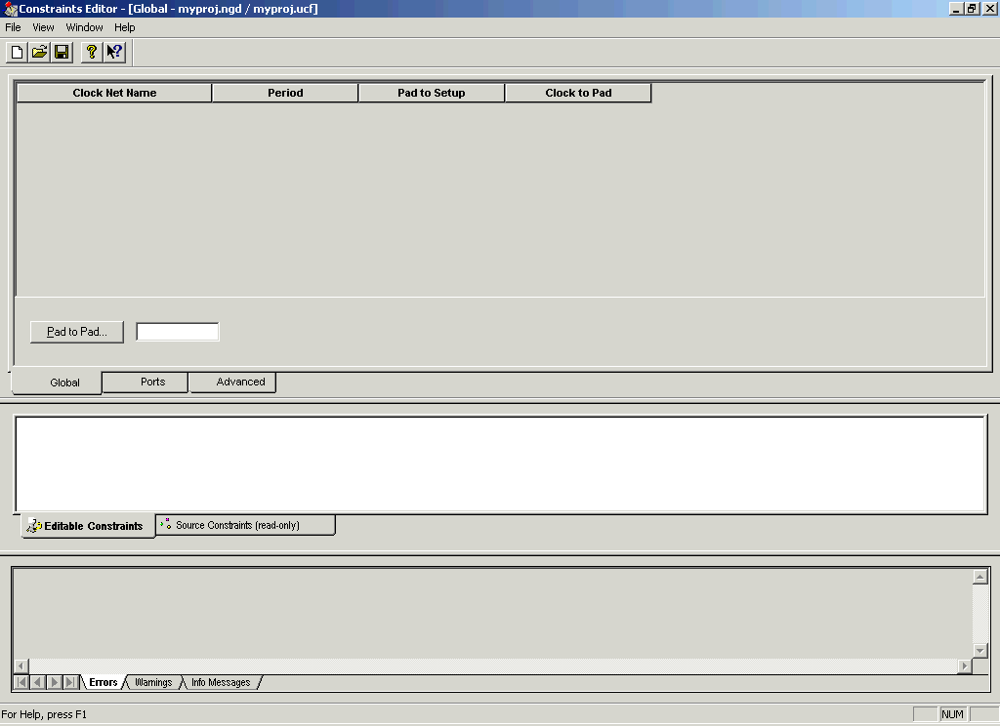 Constraints Editor - [Global - myproj.ngd / myproj.ucf]
File View Window Help
Clock Net Name Period Pad to Setup Clock to Pad
Pad to Pad...
Global Ports Advanced
Editable Constraints Source Constraints (read-only)
Errors Warnings Info Messages
For Help, press F1 NUM